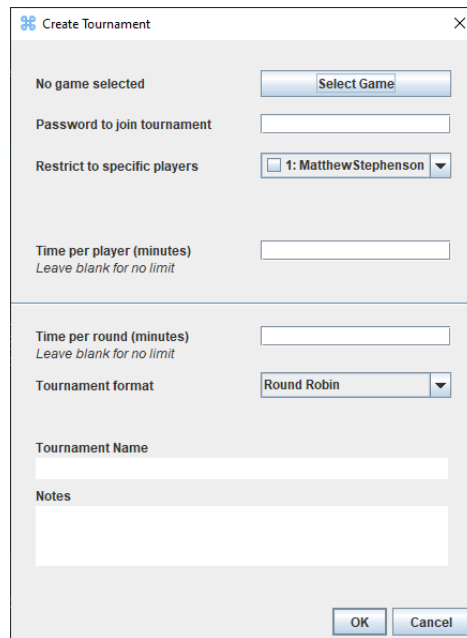 Create Tournament
No game selected
Select Game
Password to join tournament
Restrict to specific players
1: MatthewStephenson
Time per player (minutes)
Leave blank for no limit
Time per round (minutes)
Leave blank for no limit
Tournament format
Round Robin
Tournament Name
Notes
OK
Cancel